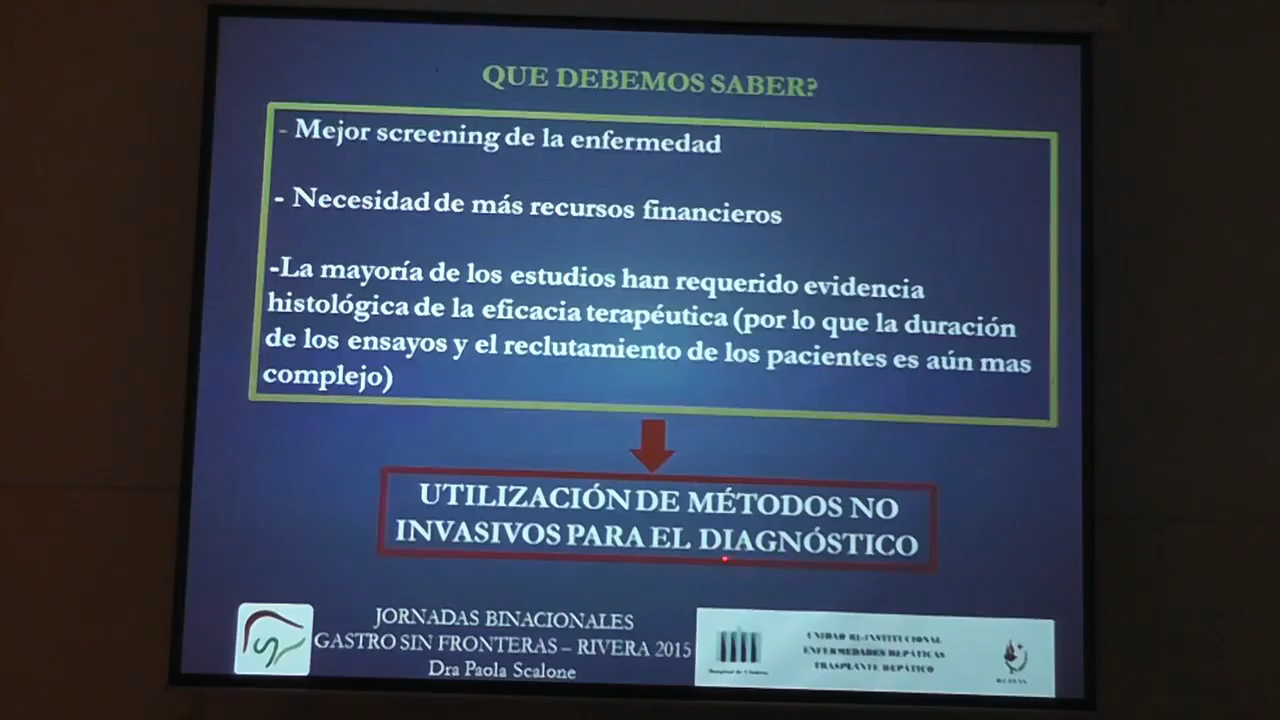 QUE DEBEMOS SABER?
- Mejor screening de la enfermedad
- Necesidad de más recursos financieros
-La mayoría de los estudios han requerido evidencia
histológica de la eficacia terapéutica (por lo que la duración
de los ensayos y el reclutamiento de los pacientes es aún mas
complejo)
UTILIZACIÓN DE MÉTODOS NO
INVASIVOS PARA EL DIAGNÓSTICO
JORNADAS BINACIONALES
GASTRO SIN FRONTERAS – RIVERA 2015
Dra Paola Scalone
UNIDAD BI-INSTITUCIONAL
ENFERMEDADES HEPÁTICAS
TRASPLANTE HEPÁTICO